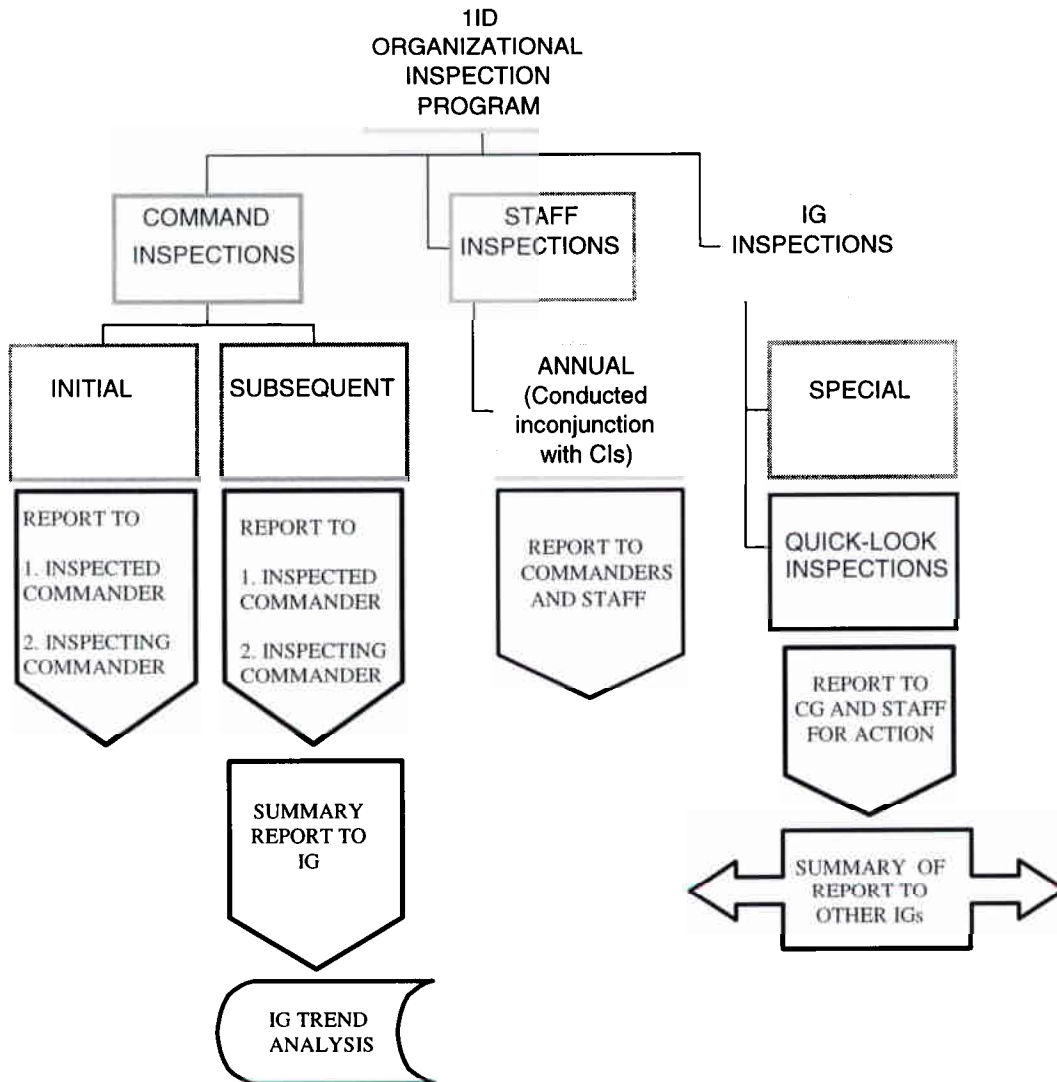 1ID
ORGANIZATIONAL
INSPECTION
PROGRAM
COMMAND
INSPECTIONS
STAFF
INSPECTIONS
IG
INSPECTIONS
INITIAL
SUBSEQUENT
ANNUAL
(Conducted
inconjunction
with CIs)
SPECIAL
QUICK-LOOK
INSPECTIONS
REPORT TO
1. INSPECTED
COMMANDER
2. INSPECTING
COMMANDER
REPORT TO
1. INSPECTED
COMMANDER
2. INSPECTING
COMMANDER
REPORT TO
COMMANDERS
AND STAFF
REPORT TO
CG AND STAFF
FOR ACTION
SUMMARY
REPORT TO
IG
SUMMARY OF
REPORT TO
OTHER IGs
IG TREND
ANALYSIS